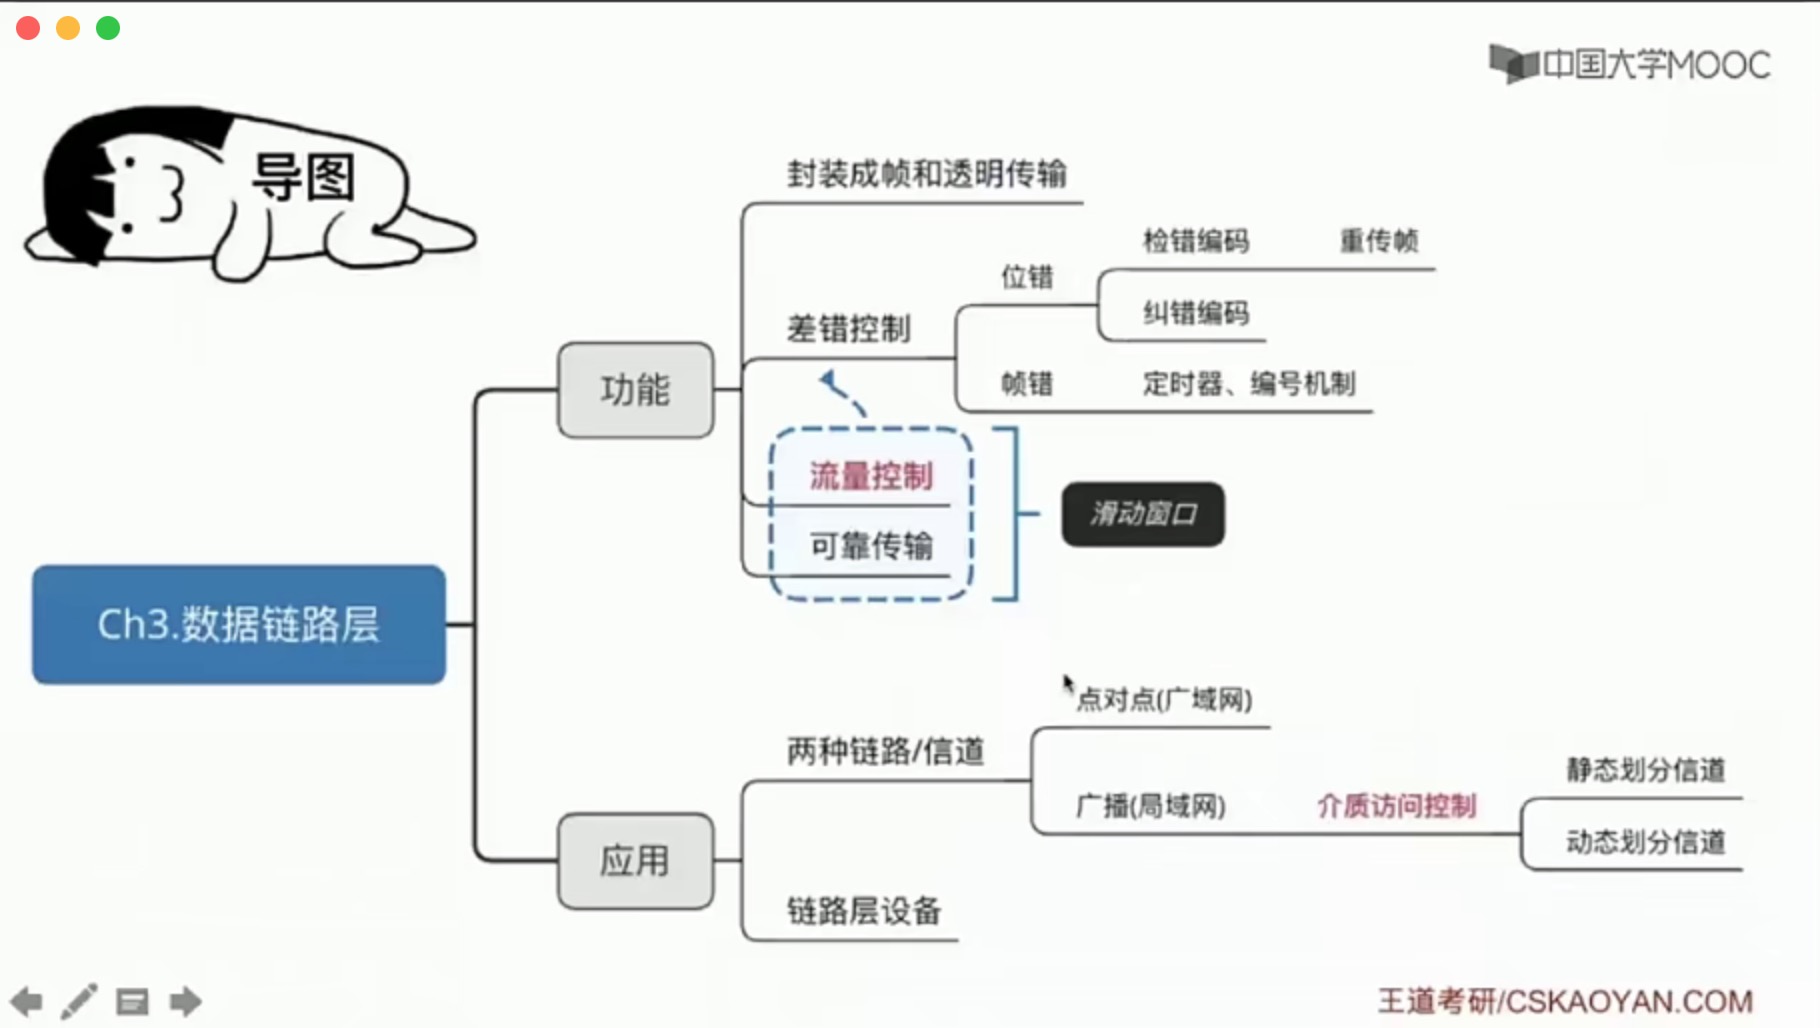 中国大学MOOC
导图
封装成帧和透明传输
检错编码 重传帧
位错
纠错编码
差错控制
帧错 定时器、编号机制
功能
流量控制
滑动窗口
可靠传输
Ch3.数据链路层
点对点(广域网)
两种链路/信道
静态划分信道
广播(局域网) 介质访问控制
动态划分信道
应用
链路层设备
王道考研/CSKAOYAN.COM